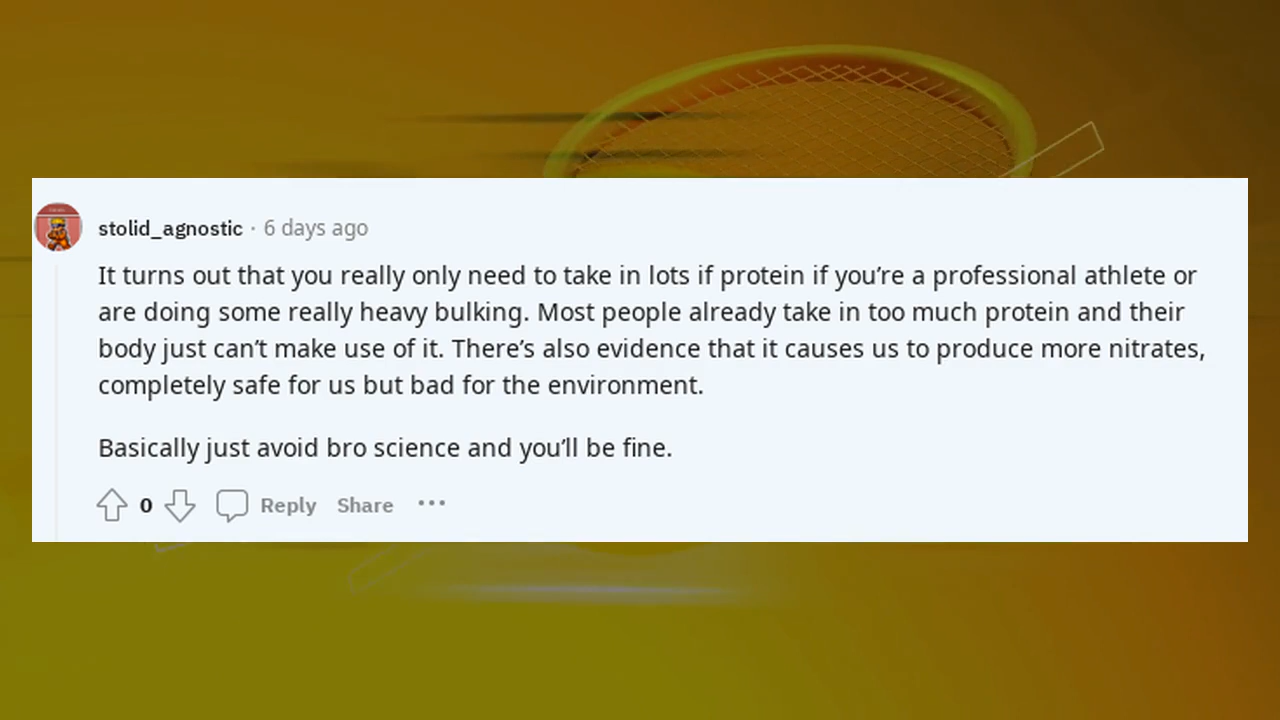 stolid_agnostic · 6 days ago
It turns out that you really only need to take in lots if protein if you’re a professional athlete or
are doing some really heavy bulking. Most people already take in too much protein and their
body just can’t make use of it. There’s also evidence that it causes us to produce more nitrates,
completely safe for us but bad for the environment.
Basically just avoid bro science and you’ll be fine.
0 Reply Share ···